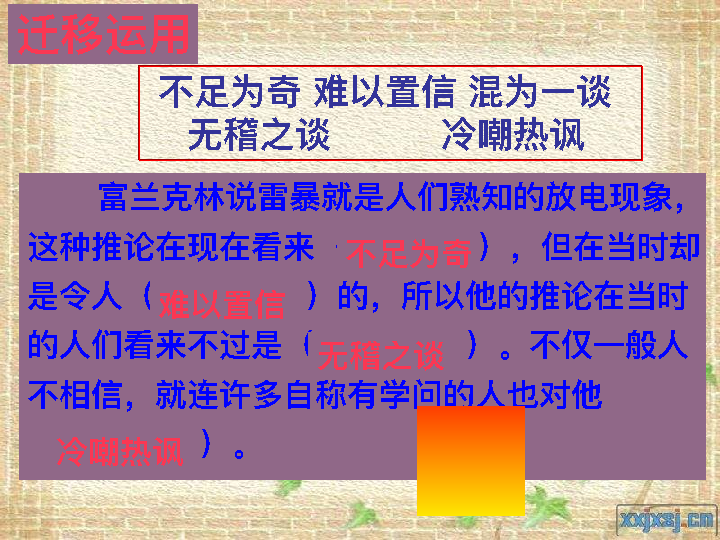 迁移运用
不足为奇 难以置信 混为一谈
无稽之谈 冷嘲热讽
富兰克林说雷暴就是人们熟知的放电现象，
这种推论在现在看来（不足为奇），但在当时却
是令人（难以置信）的，所以他的推论在当时
的人们看来不过是（无稽之谈）。不仅一般人
不相信，就连许多自称有学问的人也对他
冷嘲热讽）。
xxjxsj.cn